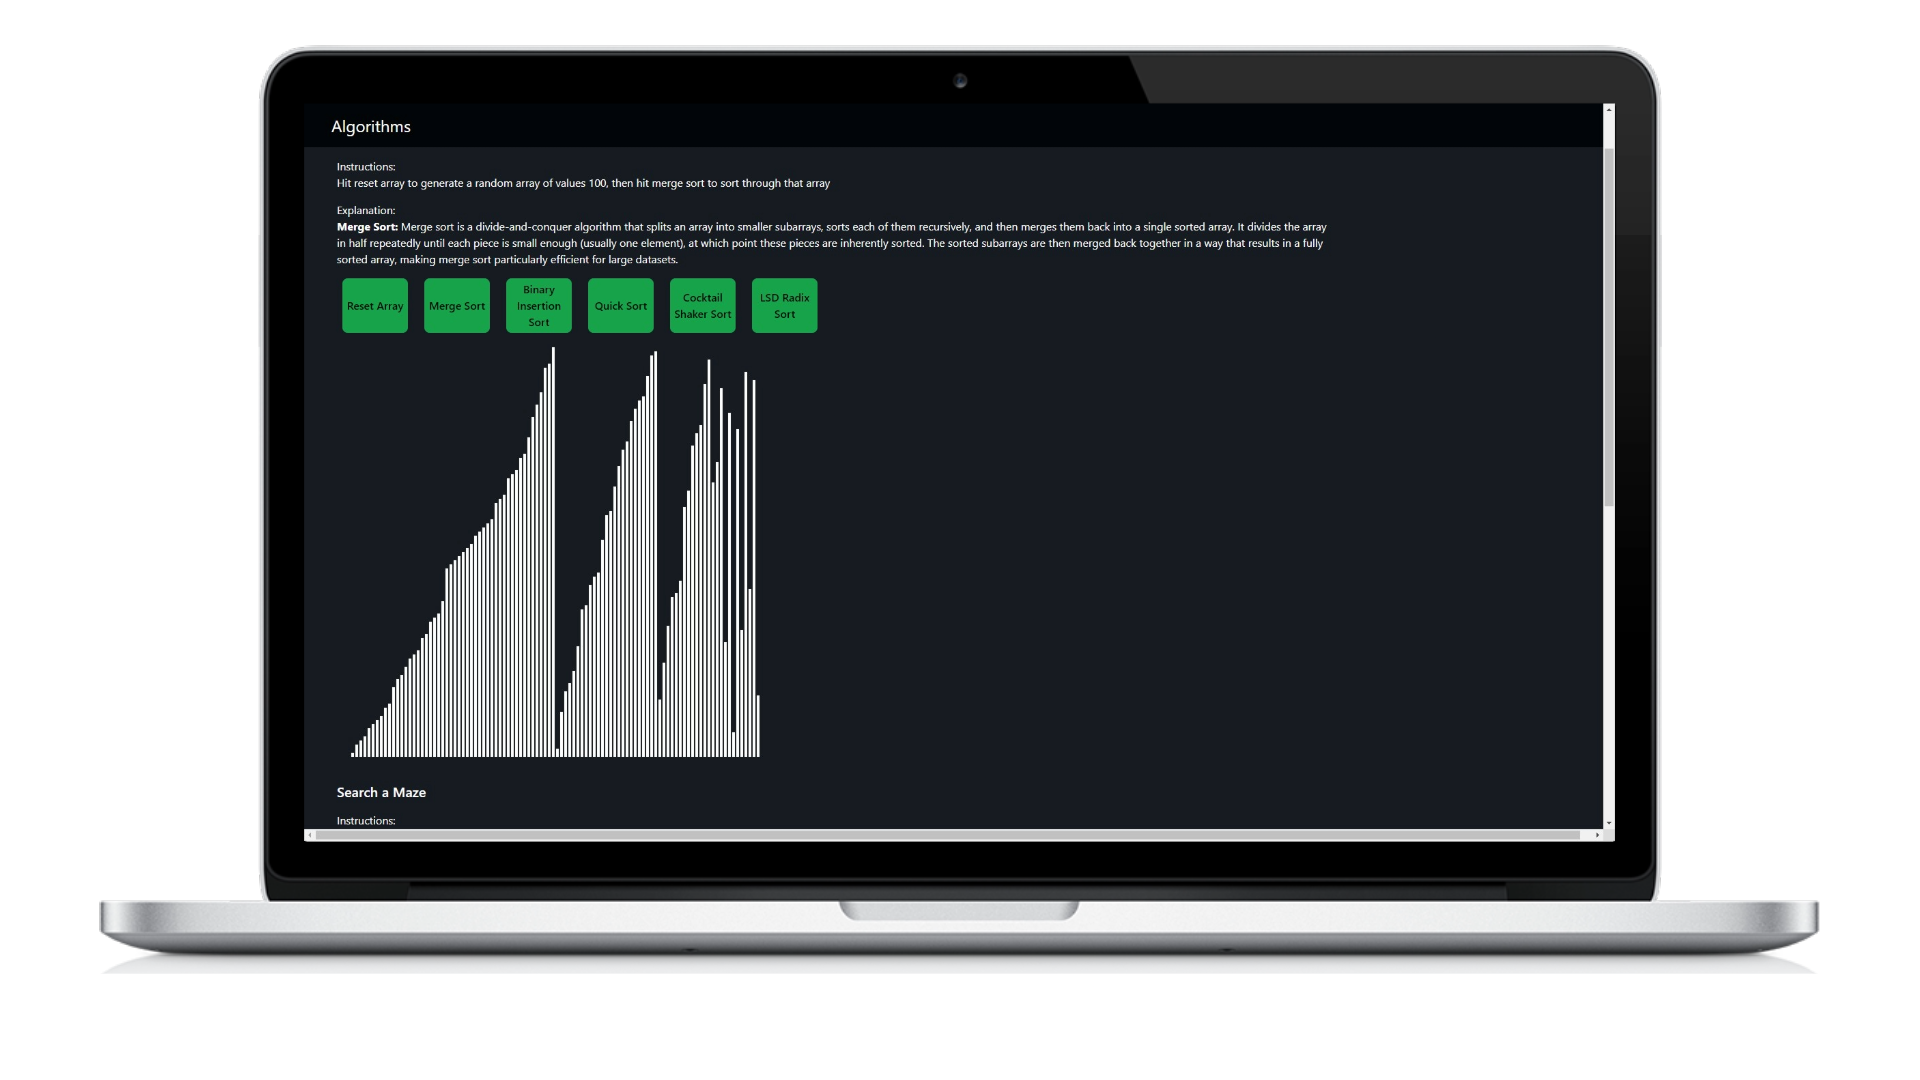 Algorithms
Instructions:
Hit reset array to generate a random array of values 100, then hit merge sort to sort through that array
Explanation:
Merge Sort: Merge sort is a divide-and-conquer algorithm that splits an array into smaller subarrays, sorts each of them recursively, and then merges them back into a single sorted array. It divides the array
in half repeatedly until each piece is small enough (usually one element), at which point these pieces are inherently sorted. The sorted subarrays are then merged back together in a way that results in a fully
sorted array, making merge sort particularly efficient for large datasets.
Reset Array
Merge Sort
Binary
Insertion
Sort
Quick Sort
Cocktail
Shaker Sort
LSD Radix
Sort
Search a Maze
Instructions: